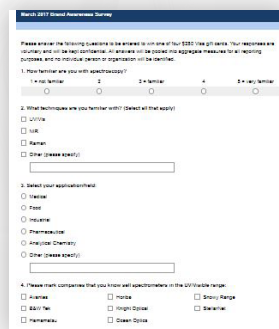 March 2017 Brand Awareness Survey
Please answer the following questions to be entered to win one of four $250 Visa gift cards. Your responses are
voluntary and will be kept confidential. All answers will be pooled into aggregate measures for all reporting
purposes, and no individual person or organization will be identified.
1. How familiar are you with spectroscopy?
1 = not familiar 2 3 = familiar 4 5 = very familiar
2. What techniques are you familiar with? (Select all that apply)
UV/Vis
NIR
Raman
Other (please specify)
3. Select your application/field:
Medical
Food
Industrial
Pharmaceutical
Analytical Chemistry
Other (please specify)
4. Please mark companies that you know sell spectrometers in the UV/Visible range:
Avantes Horiba Snowy Range
B&W Tek Knight Optical StellarNet
Hamamatsu Ocean Optics